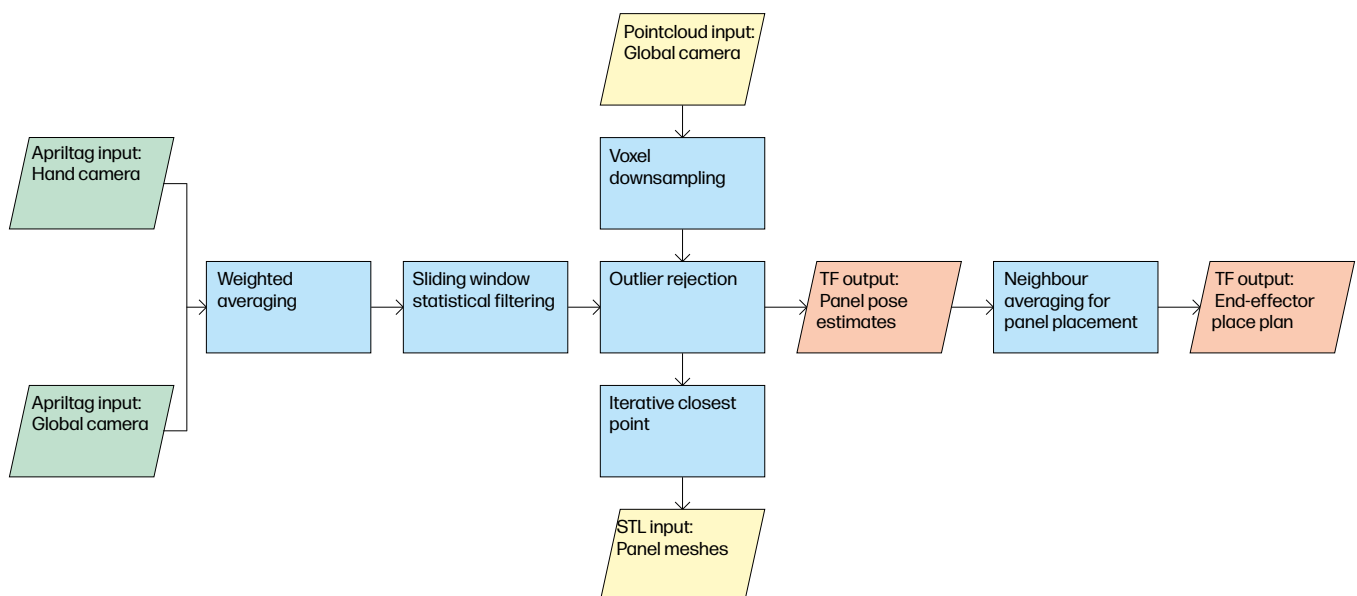 Pointcloud input:
Global camera
Apriltag input:
Hand camera
Voxel
downsampling
Weighted
averaging
Sliding window
statistical filtering
Outlier rejection
TF output:
Panel pose
estimates
Neighbour
averaging for
panel placement
TF output:
End-effector
place plan
Apriltag input:
Global camera
Iterative closest
point
STL input:
Panel meshes